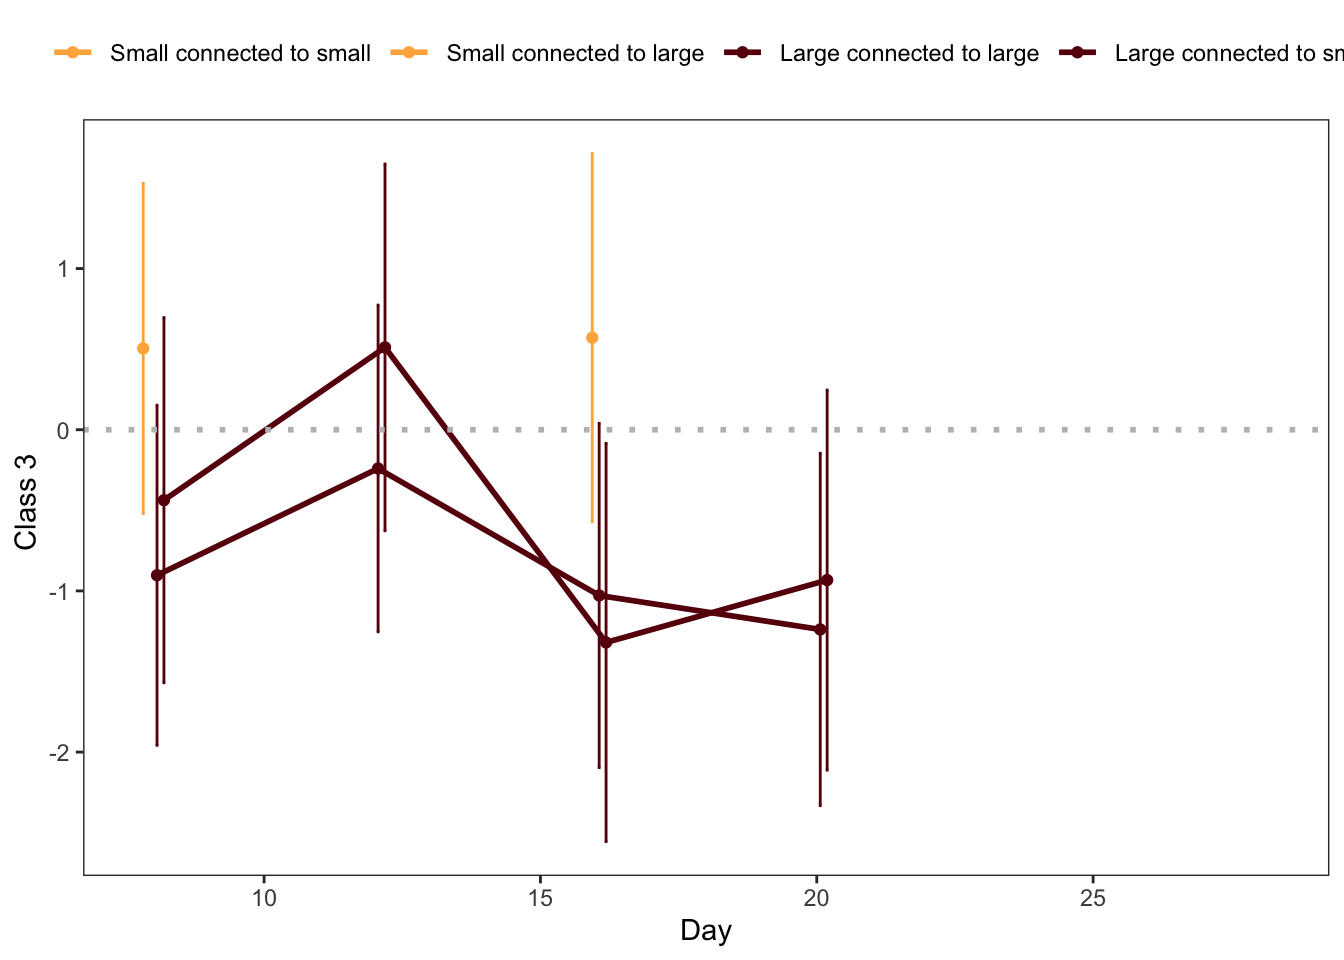 Small connected to small Small connected to large Large connected to large Large connected to sm
1
0
-1
-2
Class 3
10 15 20 25
Day